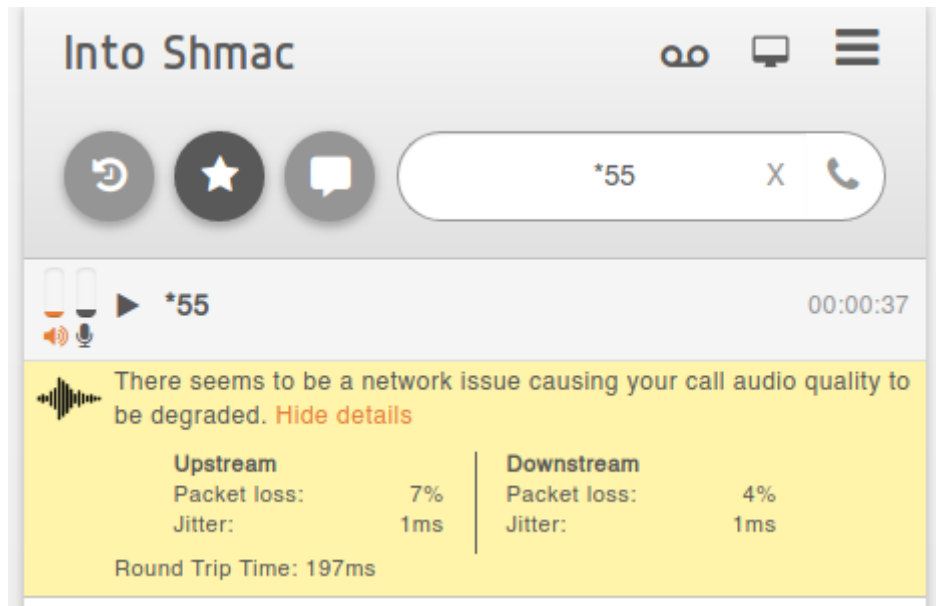 Into Shmac
*55 X
*55 00:00:37
There seems to be a network issue causing your call audio quality to
be degraded. Hide details
Upstream Downstream
Packet loss: 7% Packet loss: 4%
Jitter: 1ms Jitter: 1ms
Round Trip Time: 197ms